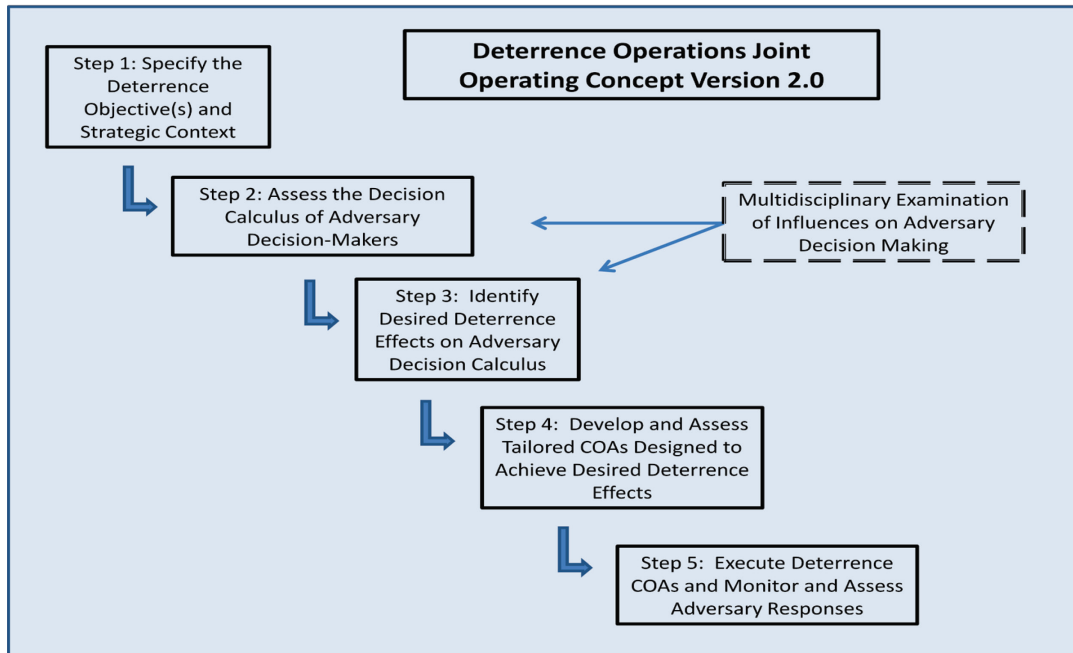 Deterrence Operations Joint
Operating Concept Version 2.0
Step 1: Specify the
Deterrence
Objective(s) and
Strategic Context
Step 2: Assess the Decision
Calculus of Adversary
Decision-Makers
Multidisciplinary Examination
of Influences on Adversary
Decision Making
Step 3:  Identify
Desired Deterrence
Effects on Adversary
Decision Calculus
Step 4:  Develop and Assess
Tailored COAs Designed to
Achieve Desired Deterrence
Effects
Step 5:  Execute Deterrence
COAs and Monitor and Assess
Adversary Responses